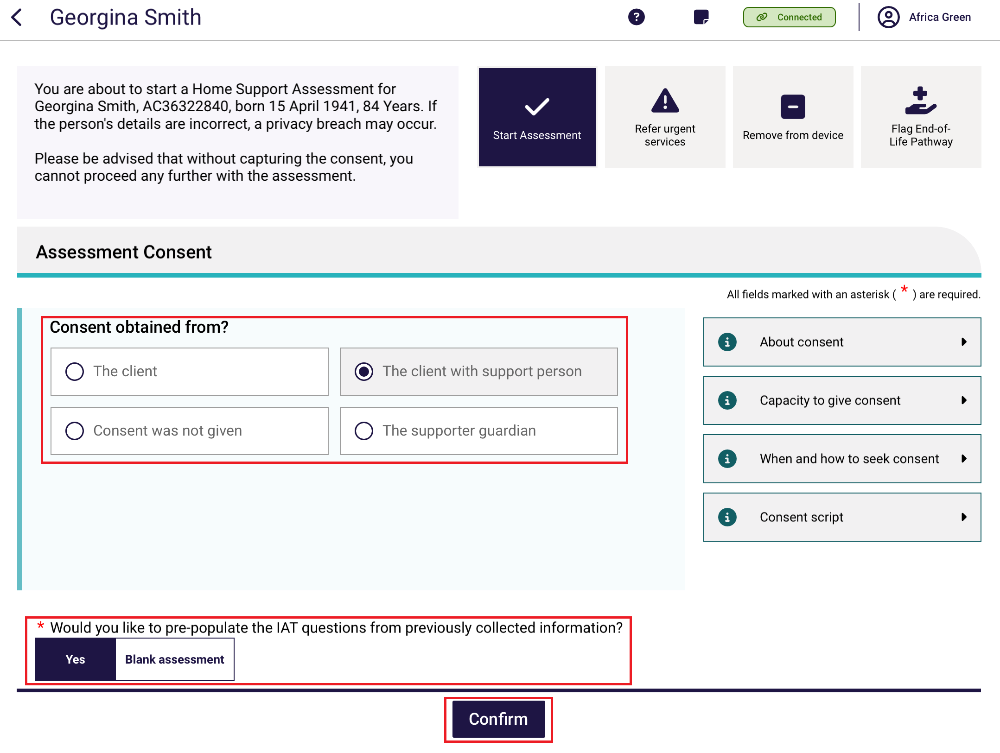 Georgina Smith
Connected
Africa Green
You are about to start a Home Support Assessment for
Georgina Smith, AC36322840, born 15 April 1941, 84 Years. If
the person's details are incorrect, a privacy breach may occur.
Please be advised that without capturing the consent, you
cannot proceed any further with the assessment.
Start Assessment
Refer urgent
services
Remove from device
Flag End-of-
Life Pathway
Assessment Consent
All fields marked with an asterisk ( * ) are required.
Consent obtained from?
The client
The client with support person
Consent was not given
The supporter guardian
About consent
Capacity to give consent
When and how to seek consent
Consent script
* Would you like to pre-populate the IAT questions from previously collected information?
Yes
Blank assessment
Confirm